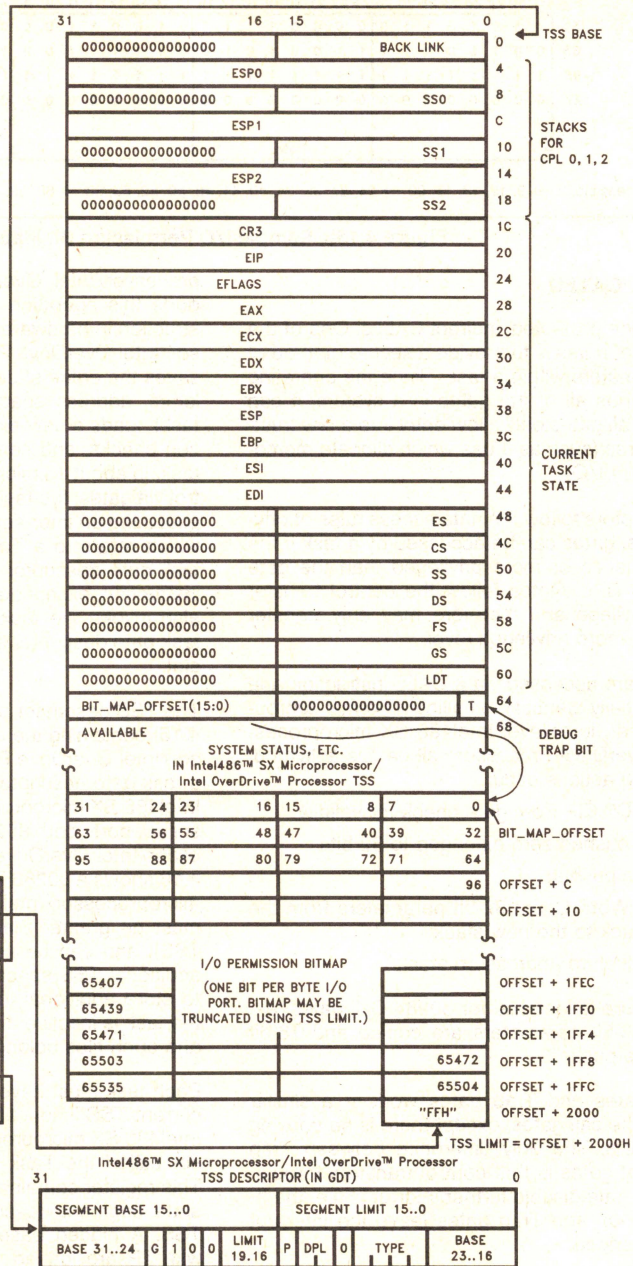 31 16 15 0
TSS BASE
0000000000000000 BACK LINK 0
ESP0 4
0000000000000000 SS0 8
ESP1 C
0000000000000000 SS1 10
ESP2 14
0000000000000000 SS2 18
STACKS
FOR
CPL 0, 1, 2
CR3 1C
EIP 20
EFLAGS 24
EAX 28
ECX 2C
EDX 30
EBX 34
ESP 38
EBP 3C
ESI 40
EDI 44
0000000000000000 ES 48
0000000000000000 CS 4C
0000000000000000 SS 50
0000000000000000 DS 54
0000000000000000 FS 58
0000000000000000 GS 5C
0000000000000000 LDT 60
CURRENT
TASK
STATE
BIT_MAP_OFFSET(15:0) 000000000000000 T 64
AVAILABLE 68
DEBUG
TRAP BIT
SYSTEM STATUS, ETC.
IN Intel486™ SX Microprocessor/
Intel OverDrive™ Processor TSS
31 24 23 16 15 8 7 0
63 56 55 48 47 40 39 32 BIT_MAP_OFFSET
95 88 87 80 79 72 71 64
96 OFFSET + C
OFFSET + 10
I/O PERMISSION BITMAP
(ONE BIT PER BYTE I/O
PORT. BITMAP MAY BE
TRUNCATED USING TSS LIMIT.)
65407 OFFSET + 1FEC
65439 OFFSET + 1FF0
65471 OFFSET + 1FF4
65503 65472 OFFSET + 1FF8
65535 65504 OFFSET + 1FFC
"FFH" OFFSET + 2000
TSS LIMIT = OFFSET + 2000H
Intel486™ SX Microprocessor/Intel OverDrive™ Processor
TSS DESCRIPTOR (IN GDT)
31 0
SEGMENT BASE 15...0 SEGMENT LIMIT 15..0
BASE 31..24 G 1 0 0 LIMIT 19.16 P DPL 0 TYPE BASE 23..16